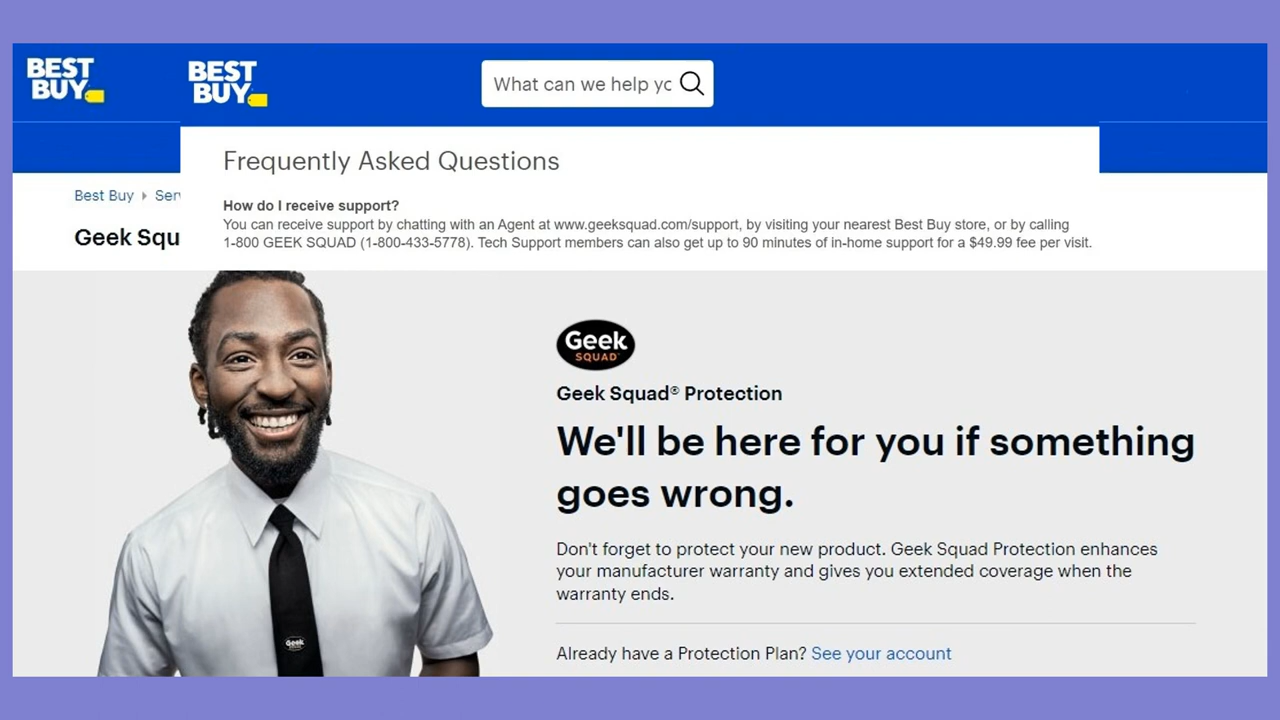 BEST
BUY
BEST
BUY
What can we help yo
Frequently Asked Questions
Best Buy Serv
How do I receive support?
You can receive support by chatting with an Agent at www.geeksquad.com/support, by visiting your nearest Best Buy store, or by calling
Geek Squ
1-800 GEEK SQUAD (1-800-433-5778). Tech Support members can also get up to 90 minutes of in-home support for a $49.99 fee per visit.
Geek
SQUAD
Geek Squad® Protection
We'll be here for you if something
goes wrong.
Don't forget to protect your new product. Geek Squad Protection enhances
your manufacturer warranty and gives you extended coverage when the
warranty ends.
Geek
Already have a Protection Plan? See your account